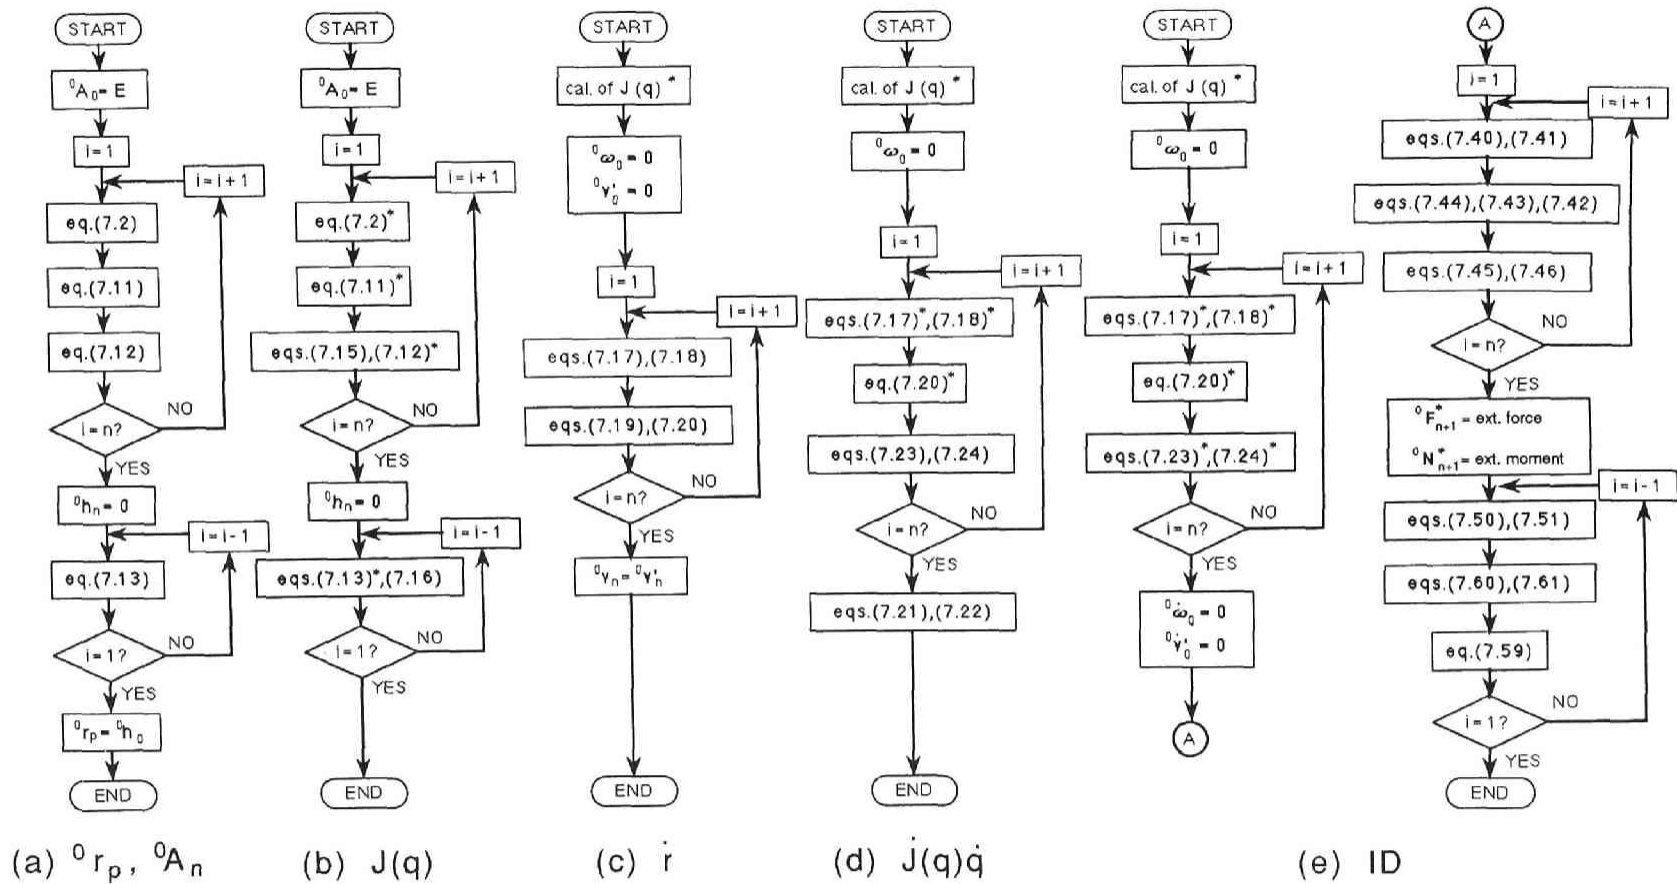 START
⁰A₀= E
i=1
i = i + 1
eq.(7.2)
eq.(7.11)
eq.(7.12)
i=n?
NO
YES
⁰hₙ= 0
i = i- 1
eq.(7.13)
i=1?
NO
YES
⁰rₚ= ⁰h₀
END
(a) ⁰rₚ, ⁰Aₙ
START
⁰A₀= E
i=1
i = i + 1
eq.(7.2)*
eq.(7.11)*
eqs.(7.15),(7.12)*
i=n?
NO
YES
⁰hₙ= 0
i = i- 1
eqs.(7.13)*,(7.16)
i=1?
NO
YES
END
(b) J(q)
START
cal. of J (q) *
⁰ω₀ = 0
⁰v'₀ = 0
i=1
i = i + 1
eqs.(7.17),(7.18)
eqs.(7.19),(7.20)
i=n?
NO
YES
⁰vₙ= ⁰v'ₙ
END
(c) ṙ
START
cal. of J (q) *
⁰ω₀ = 0
i=1
i = i + 1
eqs.(7.17)*,(7.18)*
eq.(7.20)*
eqs.(7.23),(7.24)
i=n?
NO
YES
eqs.(7.21),(7.22)
END
(d) J̇(q)q̇
START
cal. of J (q) *
⁰ω₀ = 0
i=1
i = i + 1
eqs.(7.17)*,(7.18)*
eq.(7.20)*
eqs.(7.23)*,(7.24)*
i=n?
NO
YES
⁰ω̇₀ = 0
⁰v̇'₀ = 0
A
A
i=1
i = i + 1
eqs.(7.40),(7.41)
eqs.(7.44),(7.43),(7.42)
eqs.(7.45),(7.46)
i=n?
NO
YES
⁰F*ₙ₊₁ = ext. force
⁰N*ₙ₊₁ = ext. moment
i = i- 1
eqs.(7.50),(7.51)
eqs.(7.60),(7.61)
eq.(7.59)
i=1?
NO
YES
END
(e) ID